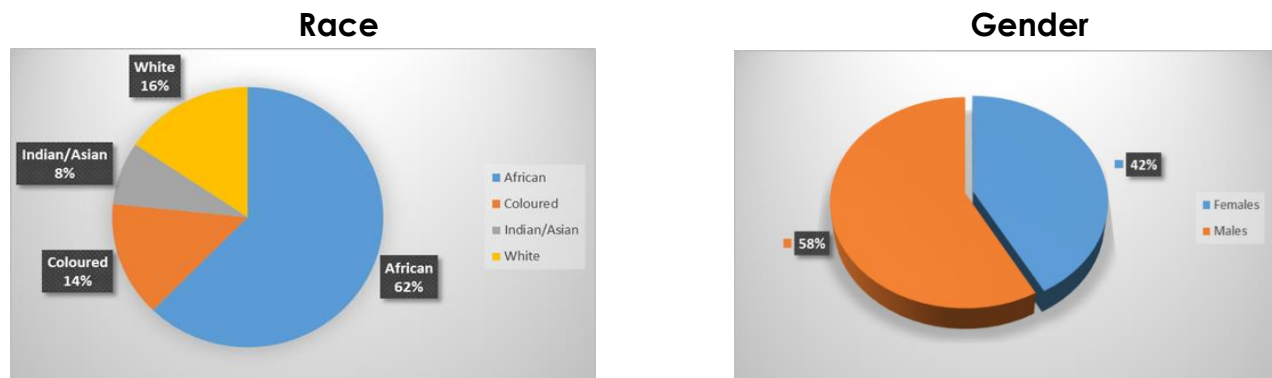 Race
White
16%
Indian/Asian
8%
Coloured
14%
African
62%
African
Coloured
Indian/Asian
White
Gender
42%
58%
Females
Males